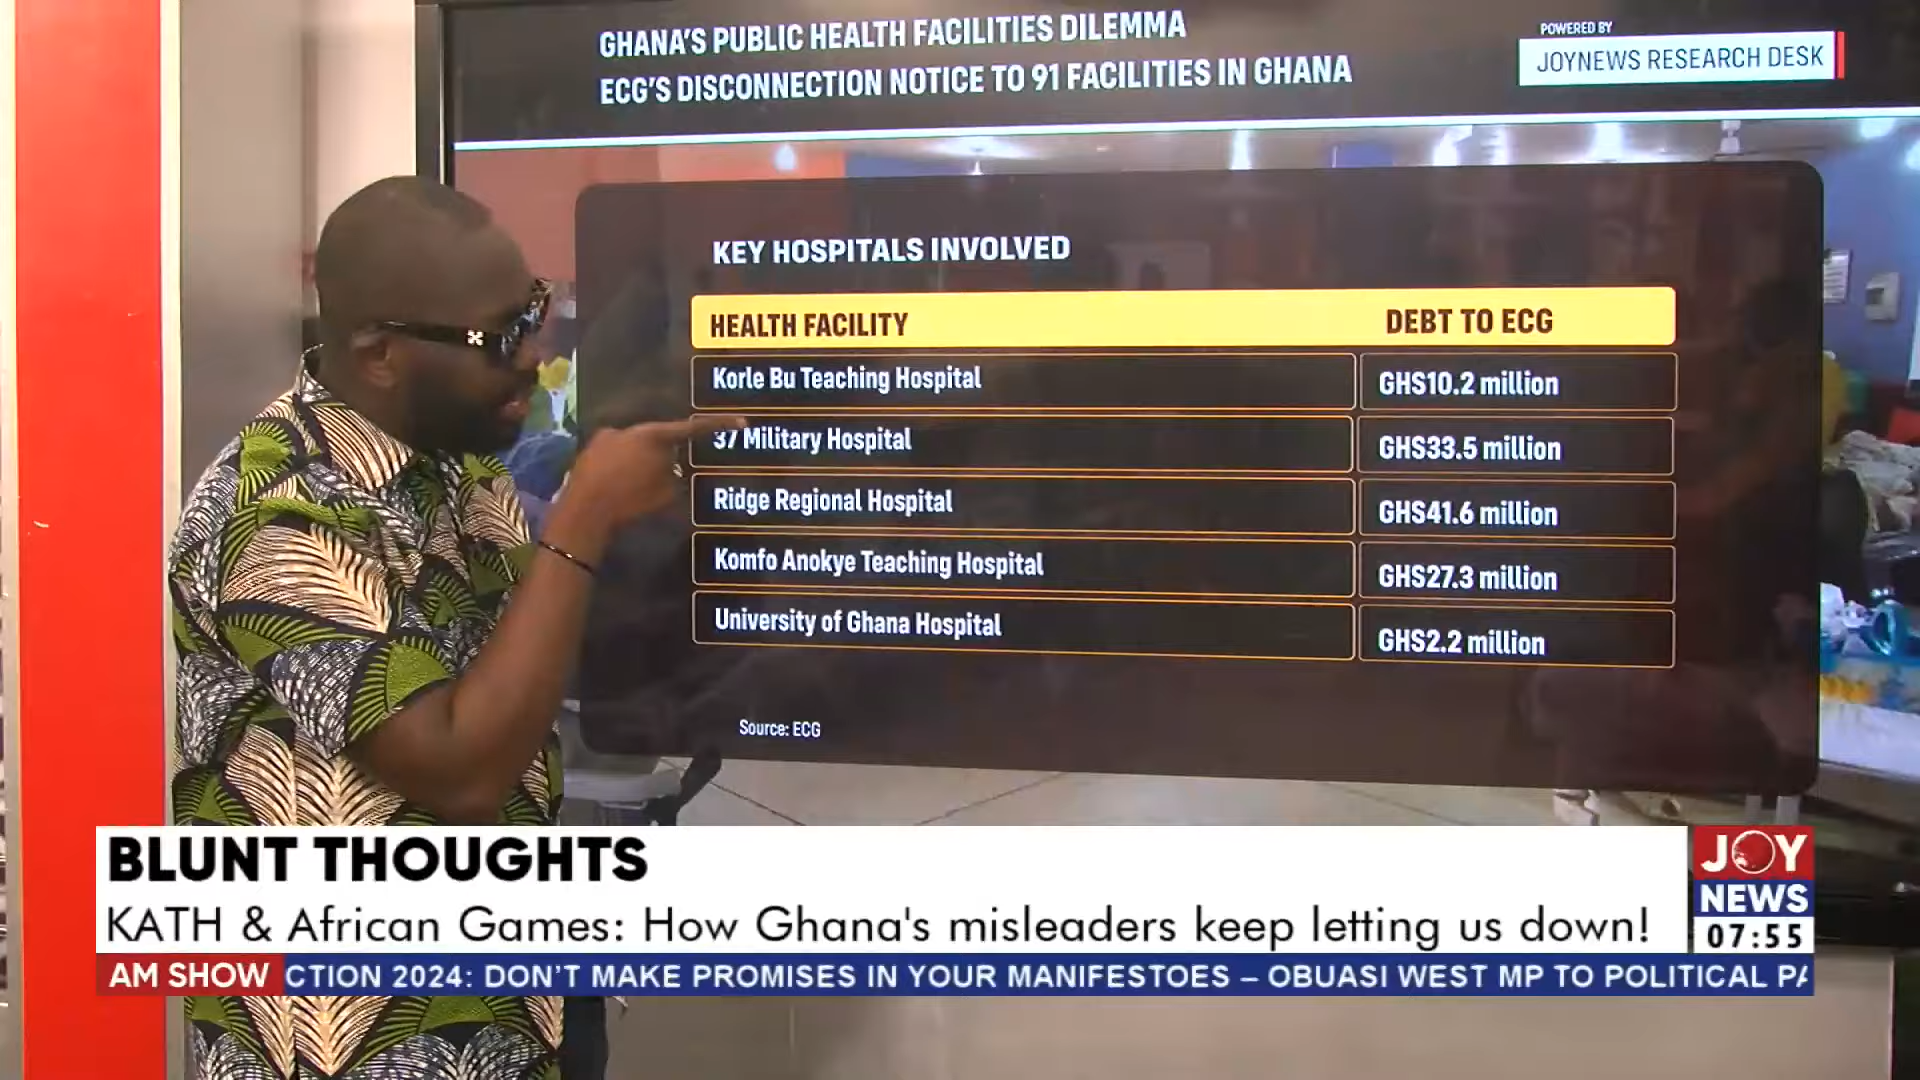 GHANA'S PUBLIC HEALTH FACILITIES DILEMMA
ECG'S DISCONNECTION NOTICE TO 91 FACILITIES IN GHANA
POWERED BY
JOYNEWS RESEARCH DESK
KEY HOSPITALS INVOLVED
HEALTH FACILITY DEBT TO ECG
Korle Bu Teaching Hospital GHS10.2 million
37 Military Hospital GHS33.5 million
Ridge Regional Hospital GHS41.6 million
Komfo Anokye Teaching Hospital GHS27.3 million
University of Ghana Hospital GHS2.2 million
Source: ECG
BLUNT THOUGHTS
KATH & African Games: How Ghana's misleaders keep letting us down!
JOY
NEWS
07:55
AM SHOW CTION 2024: DON'T MAKE PROMISES IN YOUR MANIFESTOES – OBUASI WEST MP TO POLITICAL PA